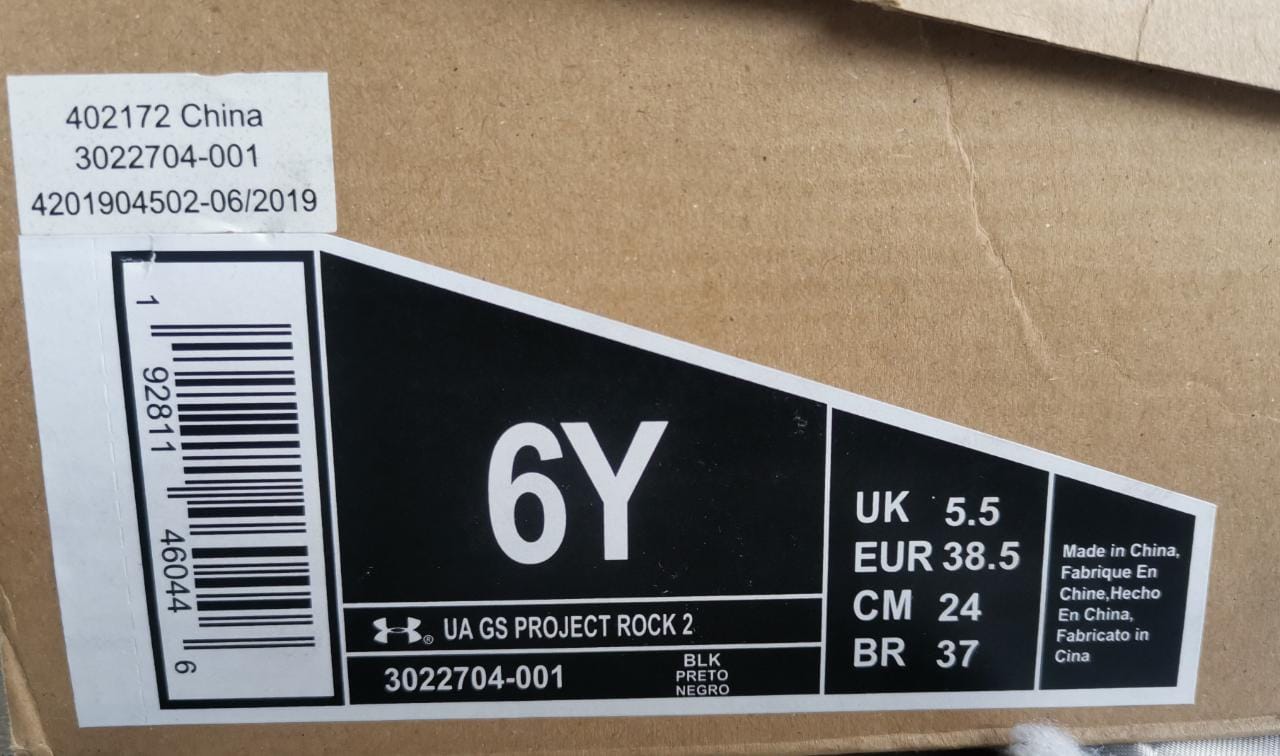 402172 China
3022704-001
4201904502-06/2019
1 92811 46044 6
6Y
® UA GS PROJECT ROCK 2
3022704-001
BLK
PRETO
NEGRO
UK 5.5
EUR 38.5
CM 24
BR 37
Made in China,
Fabrique En
Chine,Hecho
En China,
Fabricato in
Cina